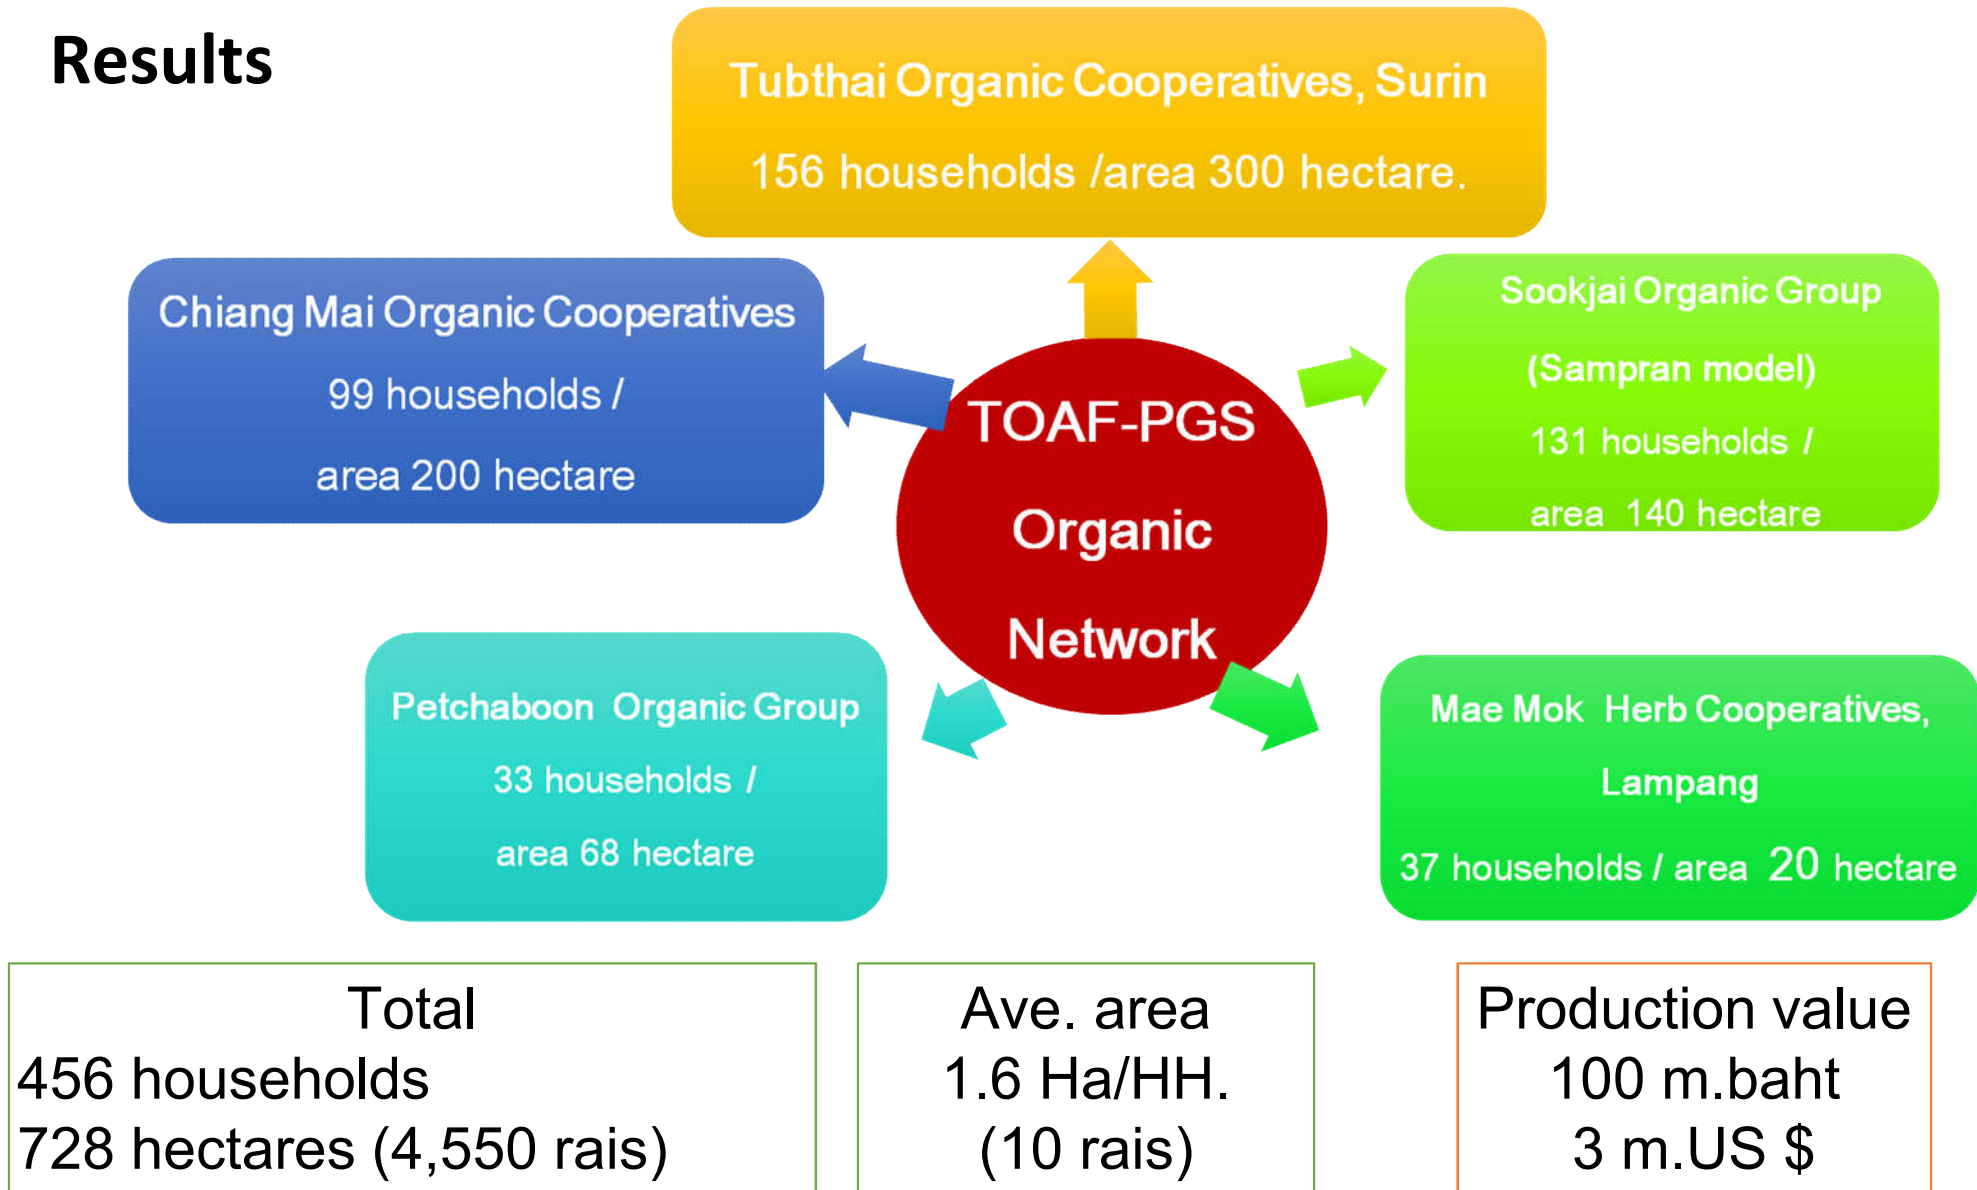 Results
Tubthai Organic Cooperatives, Surin
156 households /area 300 hectare.
Chiang Mai Organic Cooperatives
99 households /
area 200 hectare
Sookjai Organic Group
(Sampran model)
131 households /
area 140 hectare
TOAF-PGS
Organic
Network
Petchaboon Organic Group
33 households /
area 68 hectare
Mae Mok Herb Cooperatives,
Lampang
37 households / area 20 hectare
Total
456 households
728 hectares (4,550 rais)
Ave. area
1.6 Ha/HH.
(10 rais)
Production value
100 m.baht
3 m.US $